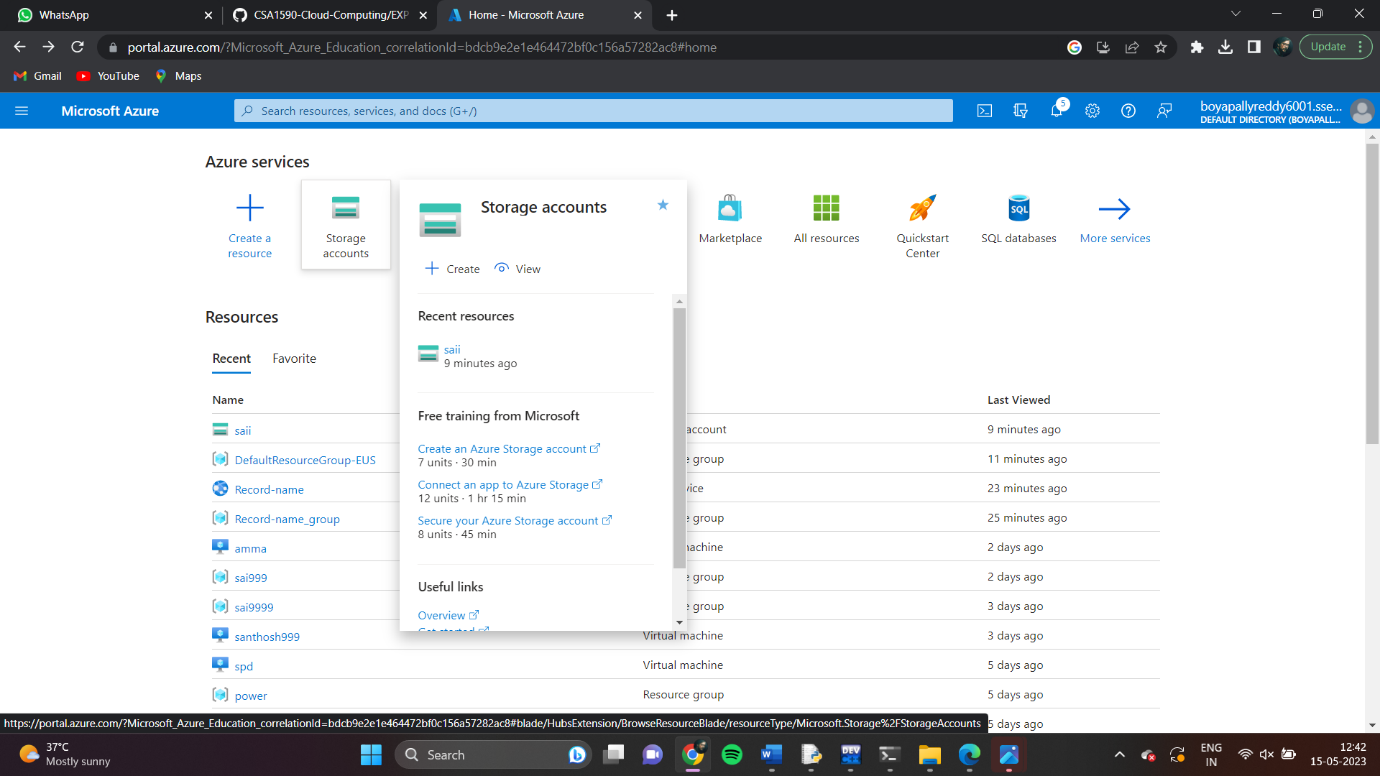 WhatsApp
CSA1590-Cloud-Computing/EXP
Home - Microsoft Azure
portal.azure.com/?Microsoft_Azure_Education_correlationId=bdcb9e2e1e464472bf0c156a57282ac8#home
Update
Gmail
YouTube
Maps
Microsoft Azure
Search resources, services, and docs (G+/)
5
boyapallyreddy6001.sse...
DEFAULT DIRECTORY (BOYAPALL...
Azure services
Create a
resource
Storage
accounts
Storage accounts
Create
View
Marketplace
All resources
Quickstart
Center
SQL
SQL databases
More services
Recent resources
saii
9 minutes ago
Free training from Microsoft
Create an Azure Storage account
7 units · 30 min
Connect an app to Azure Storage
12 units · 1 hr 15 min
Secure your Azure Storage account
8 units · 45 min
Useful links
Overview
Get started
Resources
Recent
Favorite
Name
Last Viewed
saii
account
9 minutes ago
DefaultResourceGroup-EUS
group
11 minutes ago
Record-name
vice
23 minutes ago
Record-name_group
group
25 minutes ago
amma
achine
2 days ago
sai999
group
2 days ago
sai9999
group
3 days ago
santhosh999
Virtual machine
3 days ago
spd
Virtual machine
5 days ago
power
Resource group
5 days ago
5 days ago
https://portal.azure.com/?Microsoft_Azure_Education_correlationId=bdcb9e2e1e464472bf0c156a57282ac8#blade/HubsExtension/BrowseResourceBlade/resourceType/Microsoft.Storage%2FStorageAccounts
37°C
Mostly sunny
Search
DEV
ENG
IN
12:42
15-05-2023